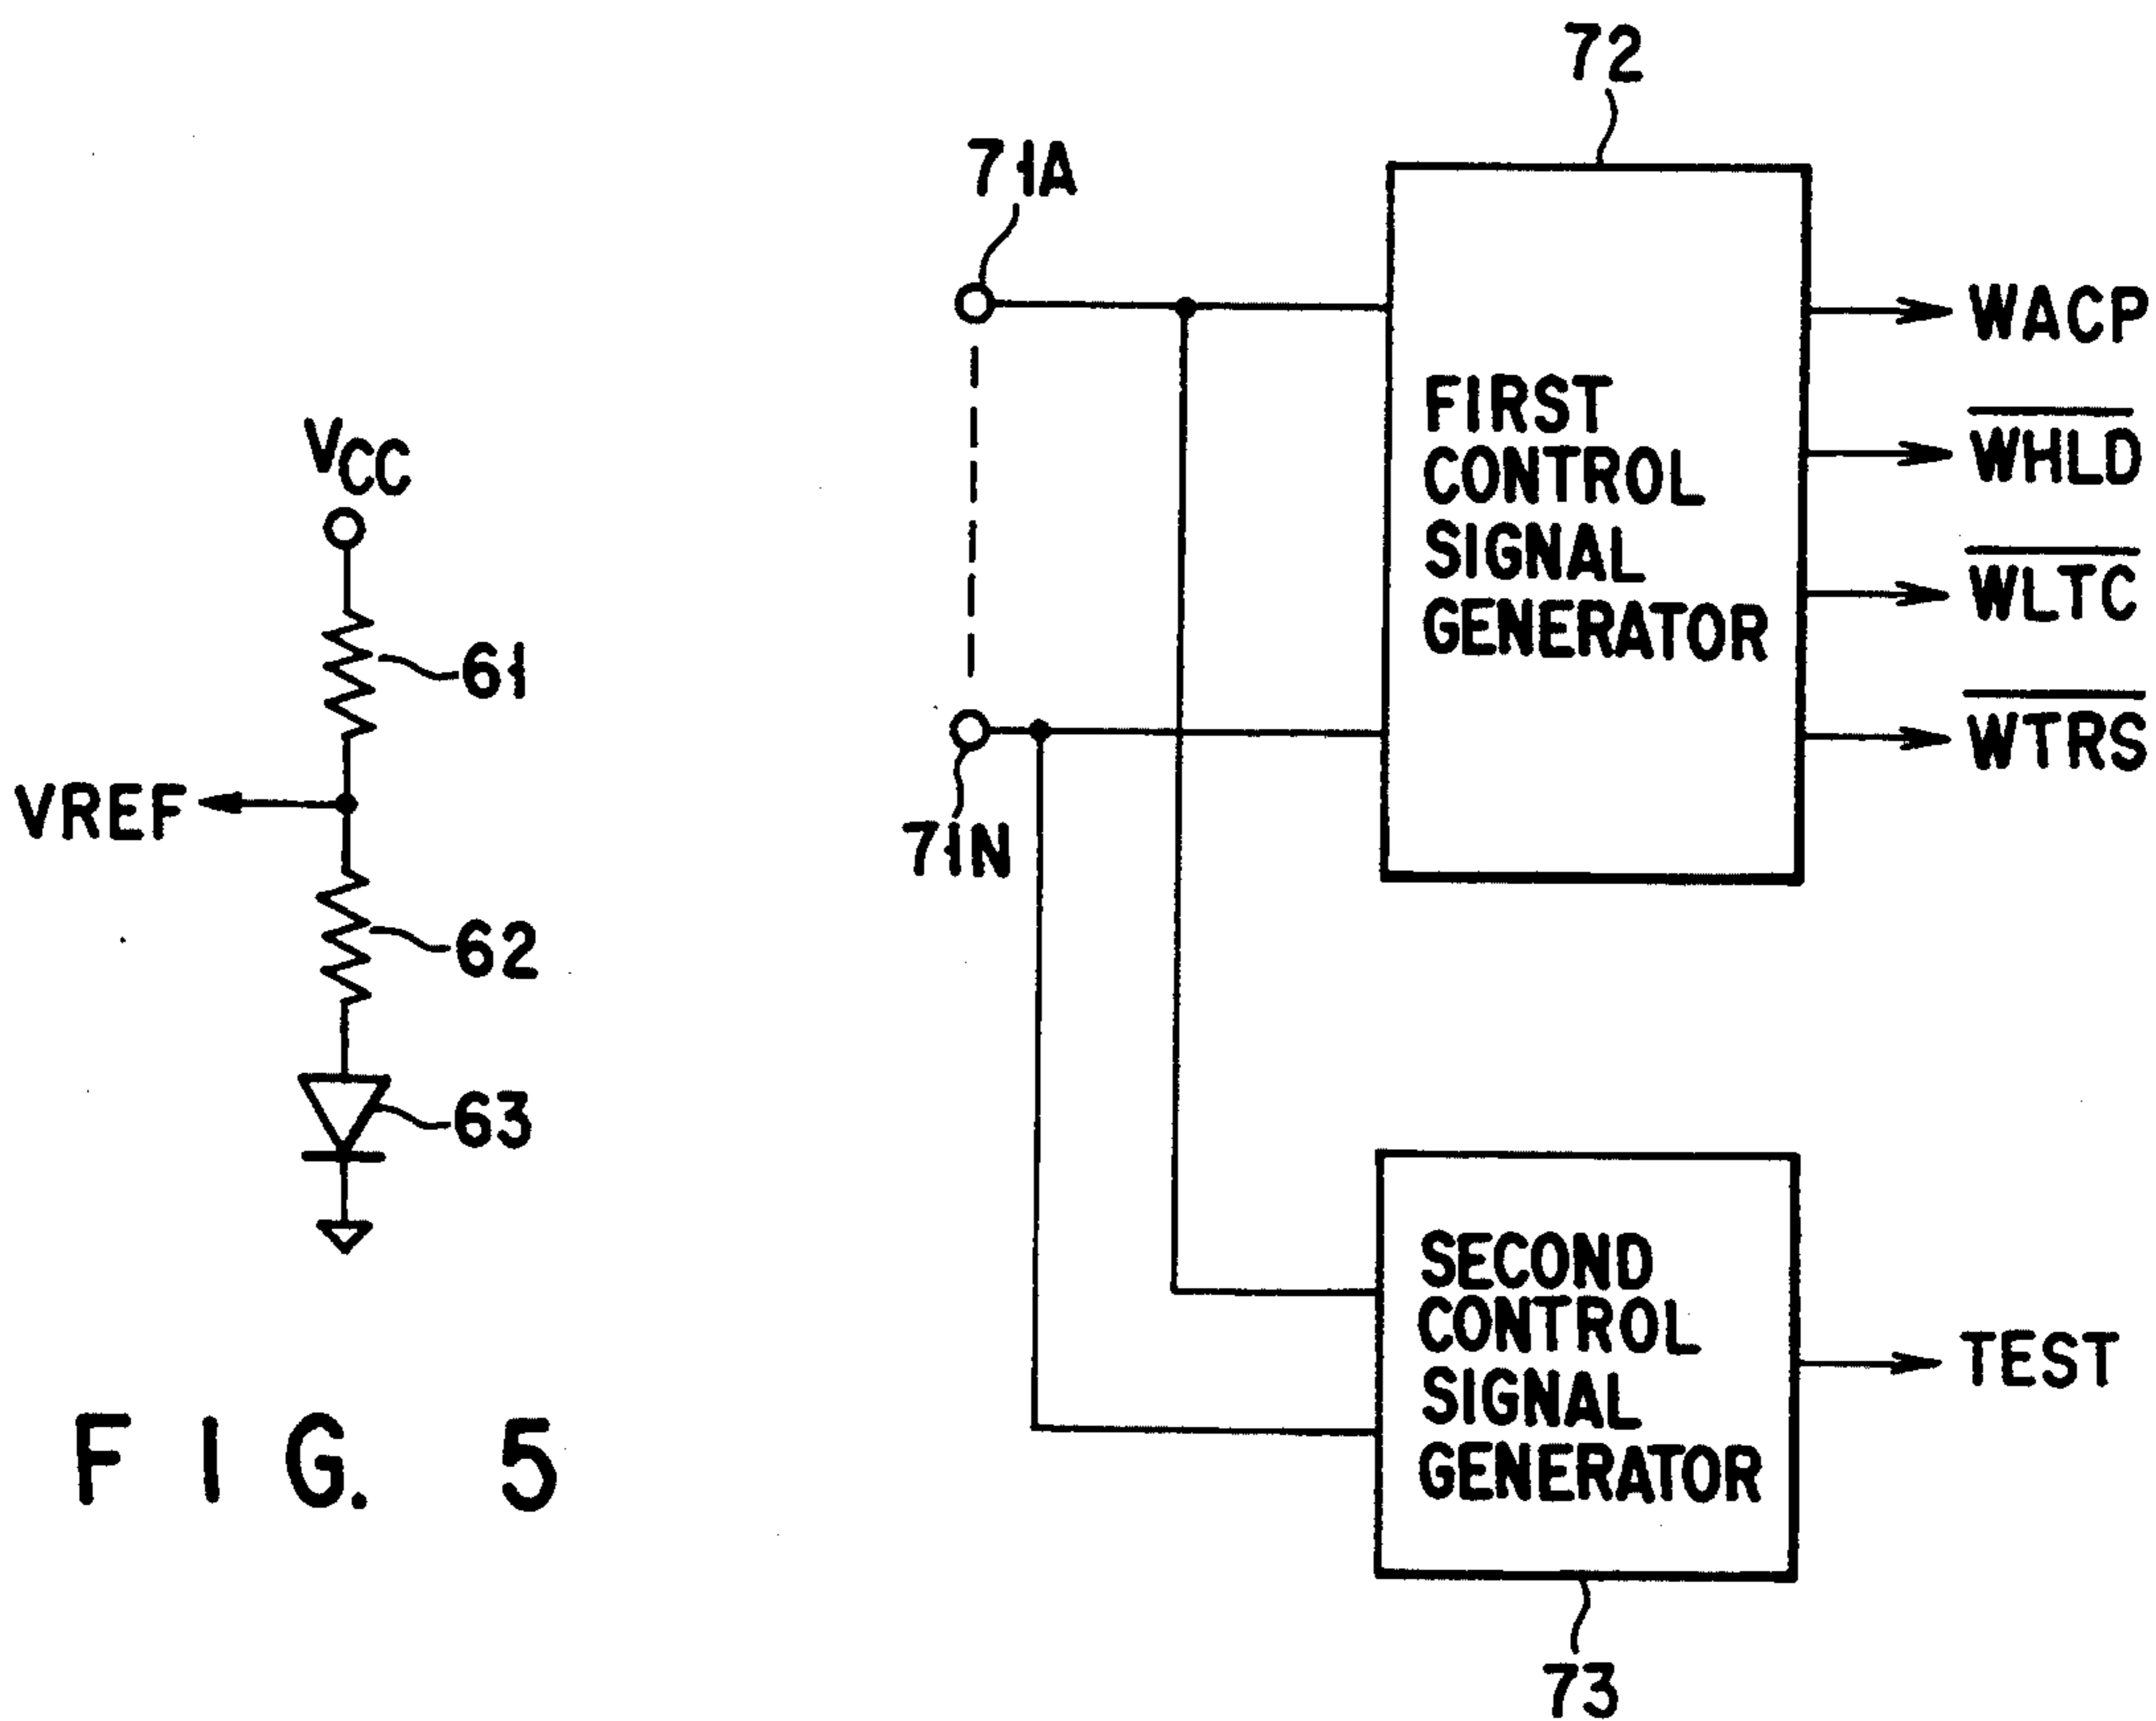 72
71A
WACP
FIRST
CONTROL
SIGNAL
GENERATOR
WHLD
WLTC
WTRS
71N
VCC
61
VREF
62
63
SECOND
CONTROL
SIGNAL
GENERATOR
TEST
73
FIG. 5